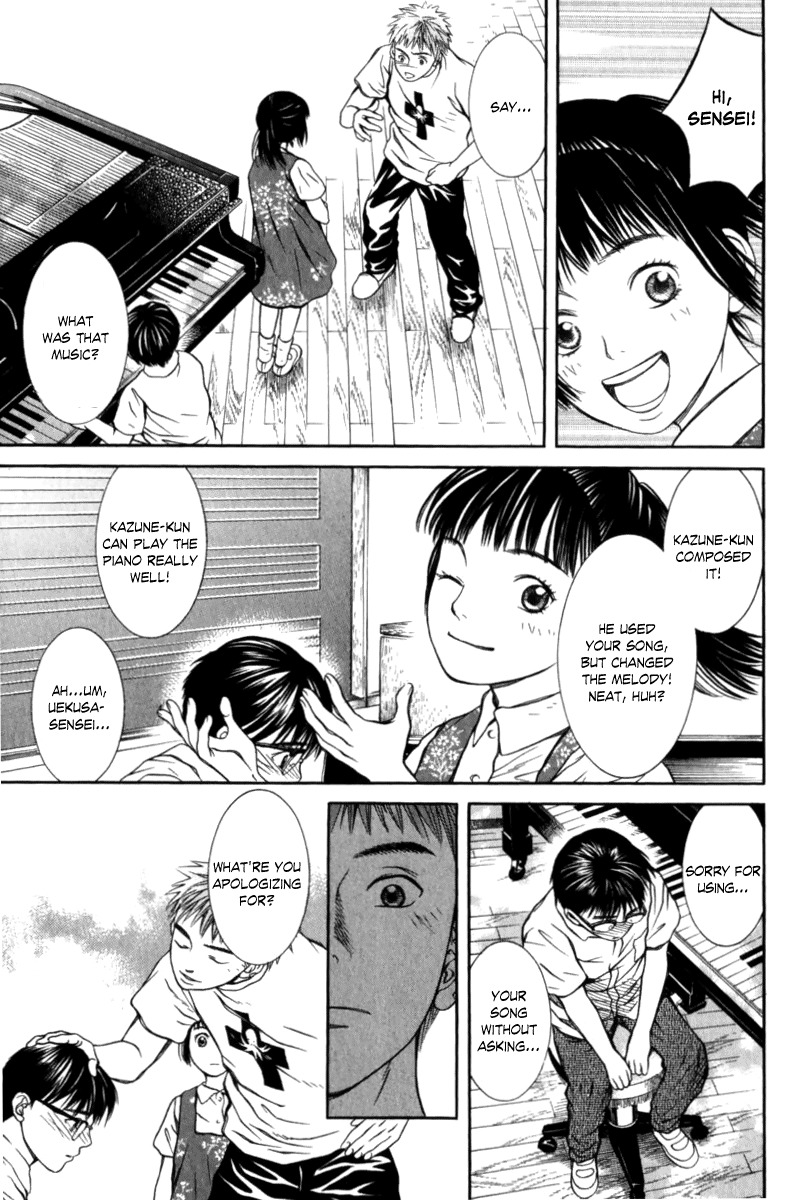 HI,
SENSEI!
SAY...
WHAT
WAS THAT
MUSIC?
KAZUNE-KUN
COMPOSED
IT!
HE USED
YOUR SONG,
BUT CHANGED
THE MELODY!
NEAT, HUH?
KAZUNE-KUN
CAN PLAY THE
PIANO REALLY
WELL!
AH...UM,
UEKUSA-
SENSEI...
SORRY FOR
USING...
YOUR
SONG
WITHOUT
ASKING...
WHAT'RE YOU
APOLOGIZING
FOR?